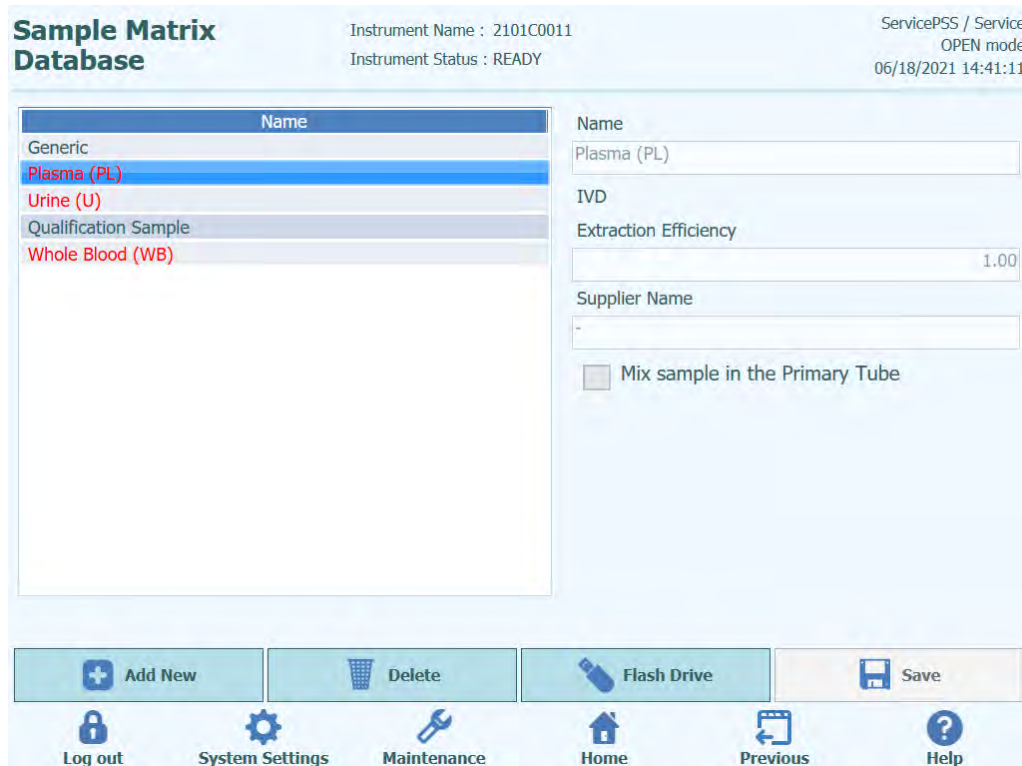 Sample Matrix
Database
Instrument Name : 2101C0011
Instrument Status : READY
ServicePSS / Service
OPEN mode
06/18/2021 14:41:11
Name
Generic
Plasma (PL)
Urine (U)
Qualification Sample
Whole Blood (WB)
Name
Plasma (PL)
IVD
Extraction Efficiency
1.00
Supplier Name
-
Mix sample in the Primary Tube
Add New
Delete
Flash Drive
Save
Log out
System Settings
Maintenance
Home
Previous
Help